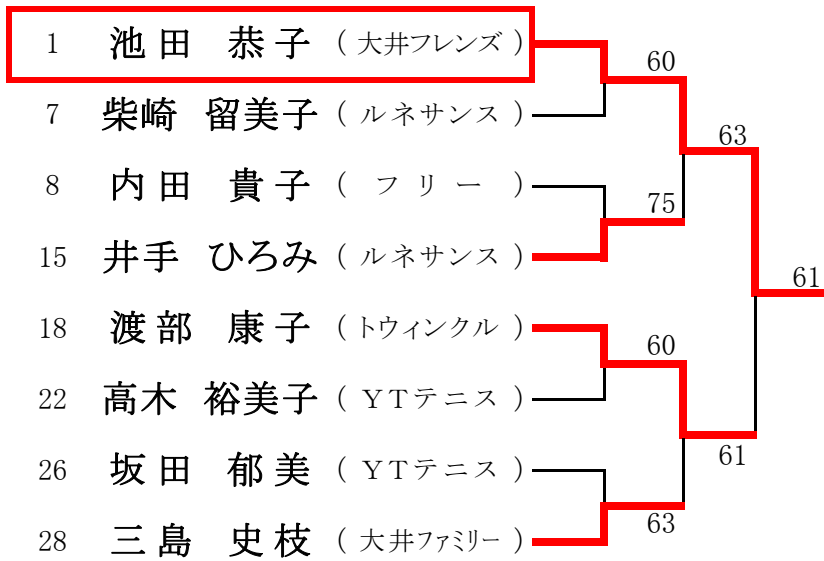 1 池田 恭子 (大井フレンズ)
60
7 柴崎 留美子 (ルネサンス)
63
8 内田 貴子 (フリー)
75
15 井手 ひろみ (ルネサンス)
61
18 渡部 康子 (トウィンクル)
60
22 高木 裕美子 (YTテニス)
61
26 坂田 郁美 (YTテニス)
63
28 三島 史枝 (大井ファミリー)